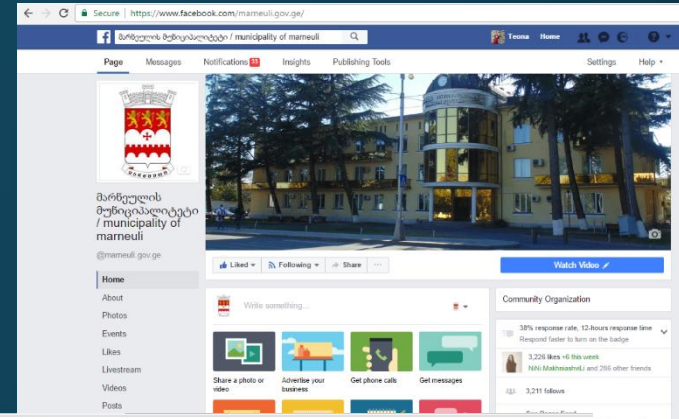 Secure | https://www.facebook.com/marneuli.gov.ge/
მარნეულის მუნიციპალიტეტი / municipality of marneuli
Teona Home
Page Messages Notifications 33 Insights Publishing Tools Settings Help
მარნეულის
მუნიციპალიტეტი
/ municipality of
marneuli
@marneuli.gov.ge
Liked Following Share
Watch Video
Home
About
Photos
Events
Likes
Livestream
Videos
Posts
Write something...
Share a photo or
video
Advertise your
business
Get phone calls
Get messages
Community Organization
38% response rate, 12-hours response time
Respond faster to turn on the badge
3,226 likes +6 this week
and 286 other friends
3,211 follows